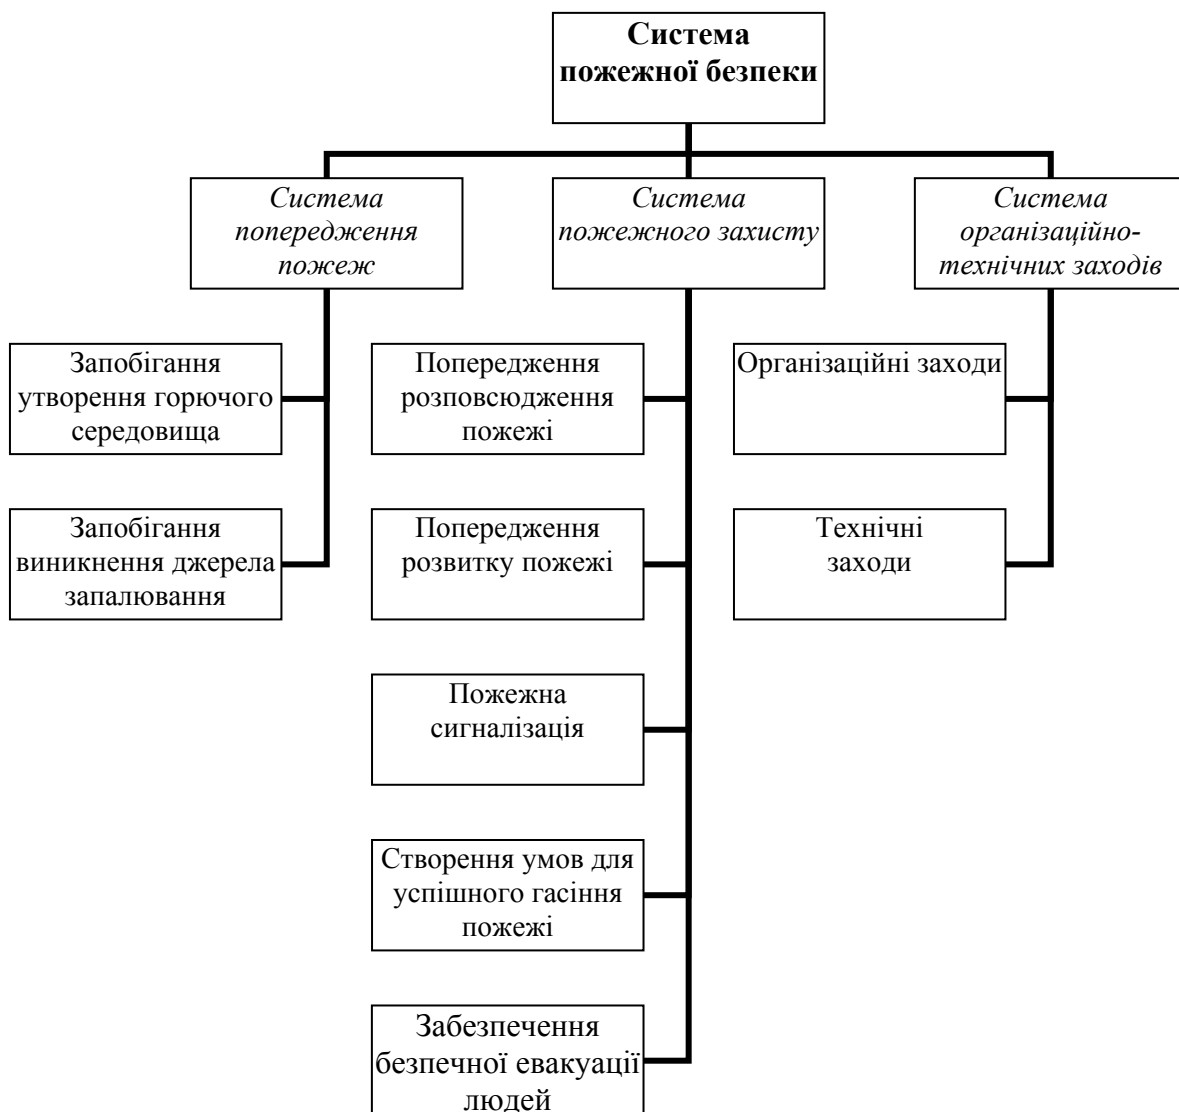 Система
пожежної безпеки
Система
попередження
пожеж
Система
пожежного захисту
Система
організаційно-
технічних заходів
Запобігання
утворення горючого
середовища
Попередження
розповсюдження
пожежі
Організаційні заходи
Запобігання
виникнення джерела
запалювання
Попередження
розвитку пожежі
Технічні
заходи
Пожежна
сигналізація
Створення умов для
успішного гасіння
пожежі
Забезпечення
безпечної евакуації
людей